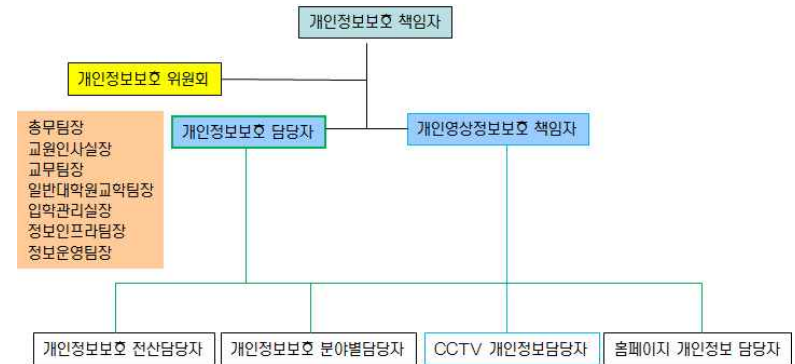 개인정보보호 책임자
개인정보보호 위원회
총무팀장
교원인사실장
교무팀장
일반대학원교학팀장
입학관리실장
정보인프라팀장
정보운영팀장
개인정보보호 담당자
개인영상정보보호 책임자
개인정보보호 전산담당자
개인정보보호 분야별담당자
CCTV 개인정보담당자
홈페이지 개인정보 담당자